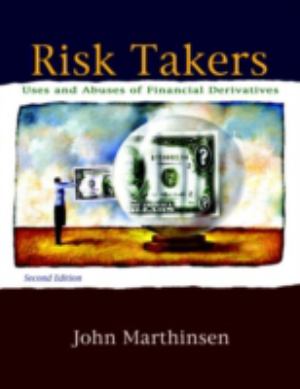 Risk Takers
Uses and Abuses of Financial Derivatives
Second Edition
John Marthinsen